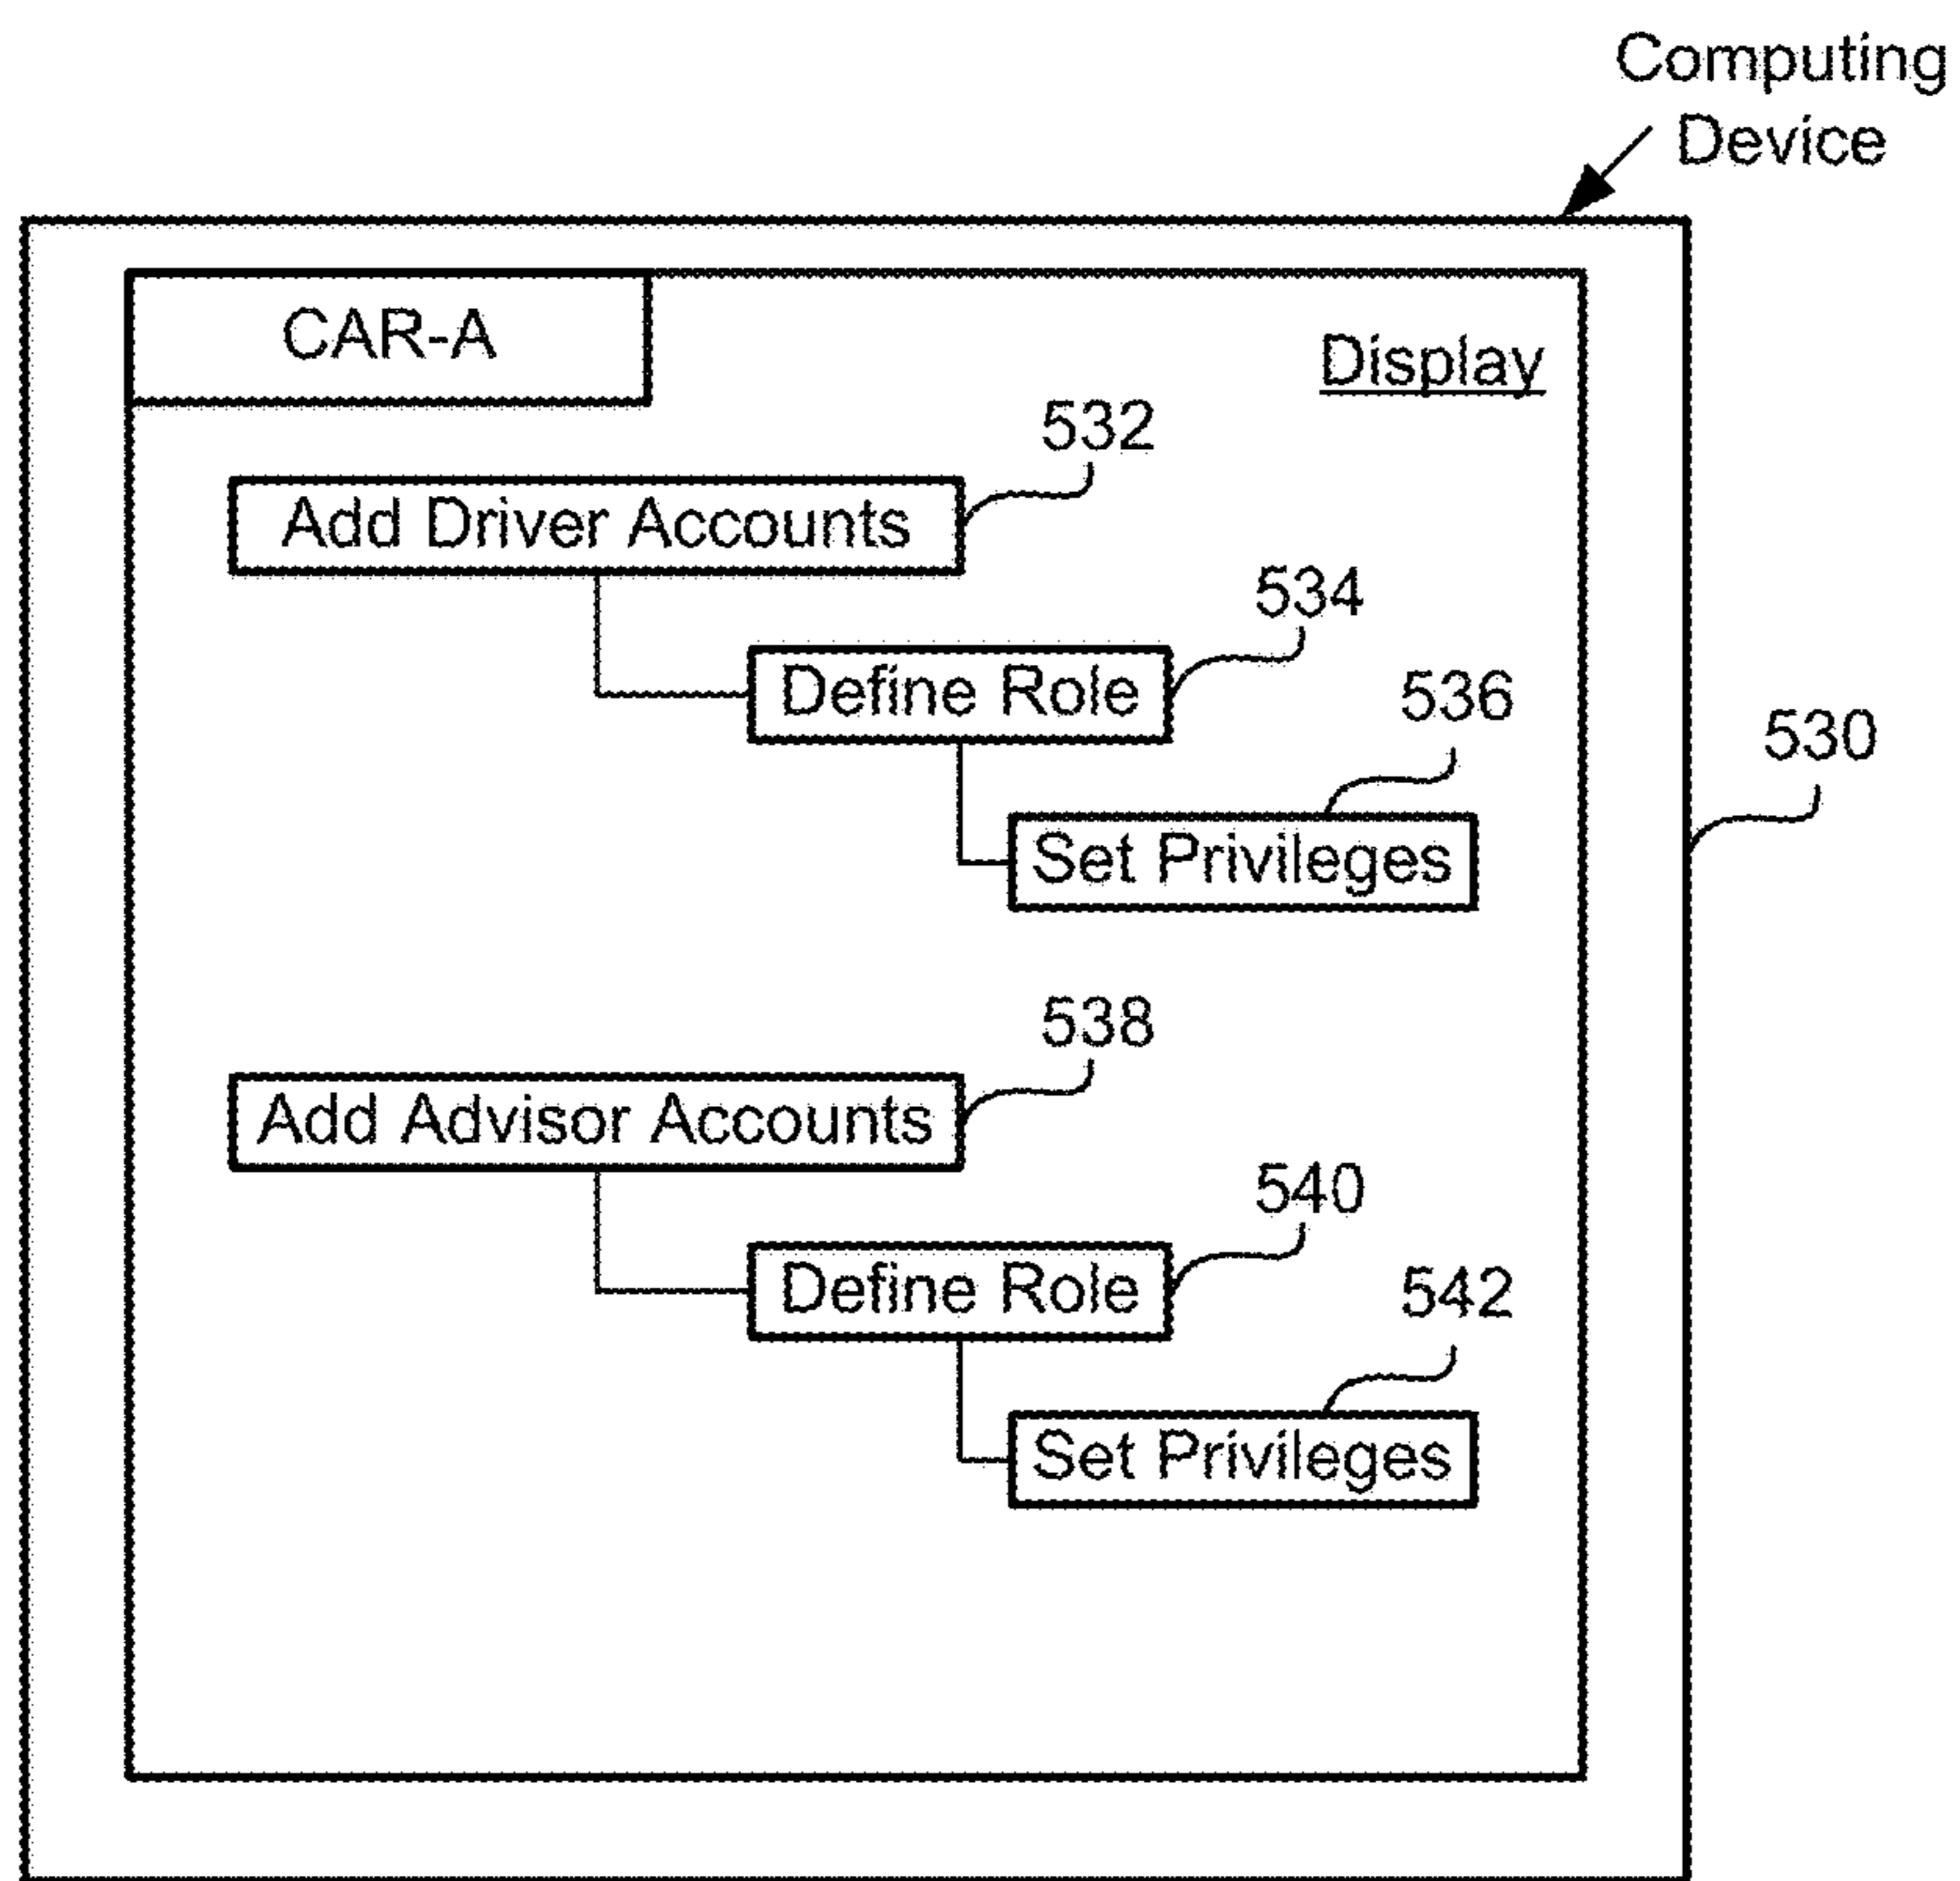 Computing
Device
CAR-A
Display
532
Add Driver Accounts
534
Define Role
536
530
Set Privileges
538
Add Advisor Accounts
540
Define Role
542
Set Privileges